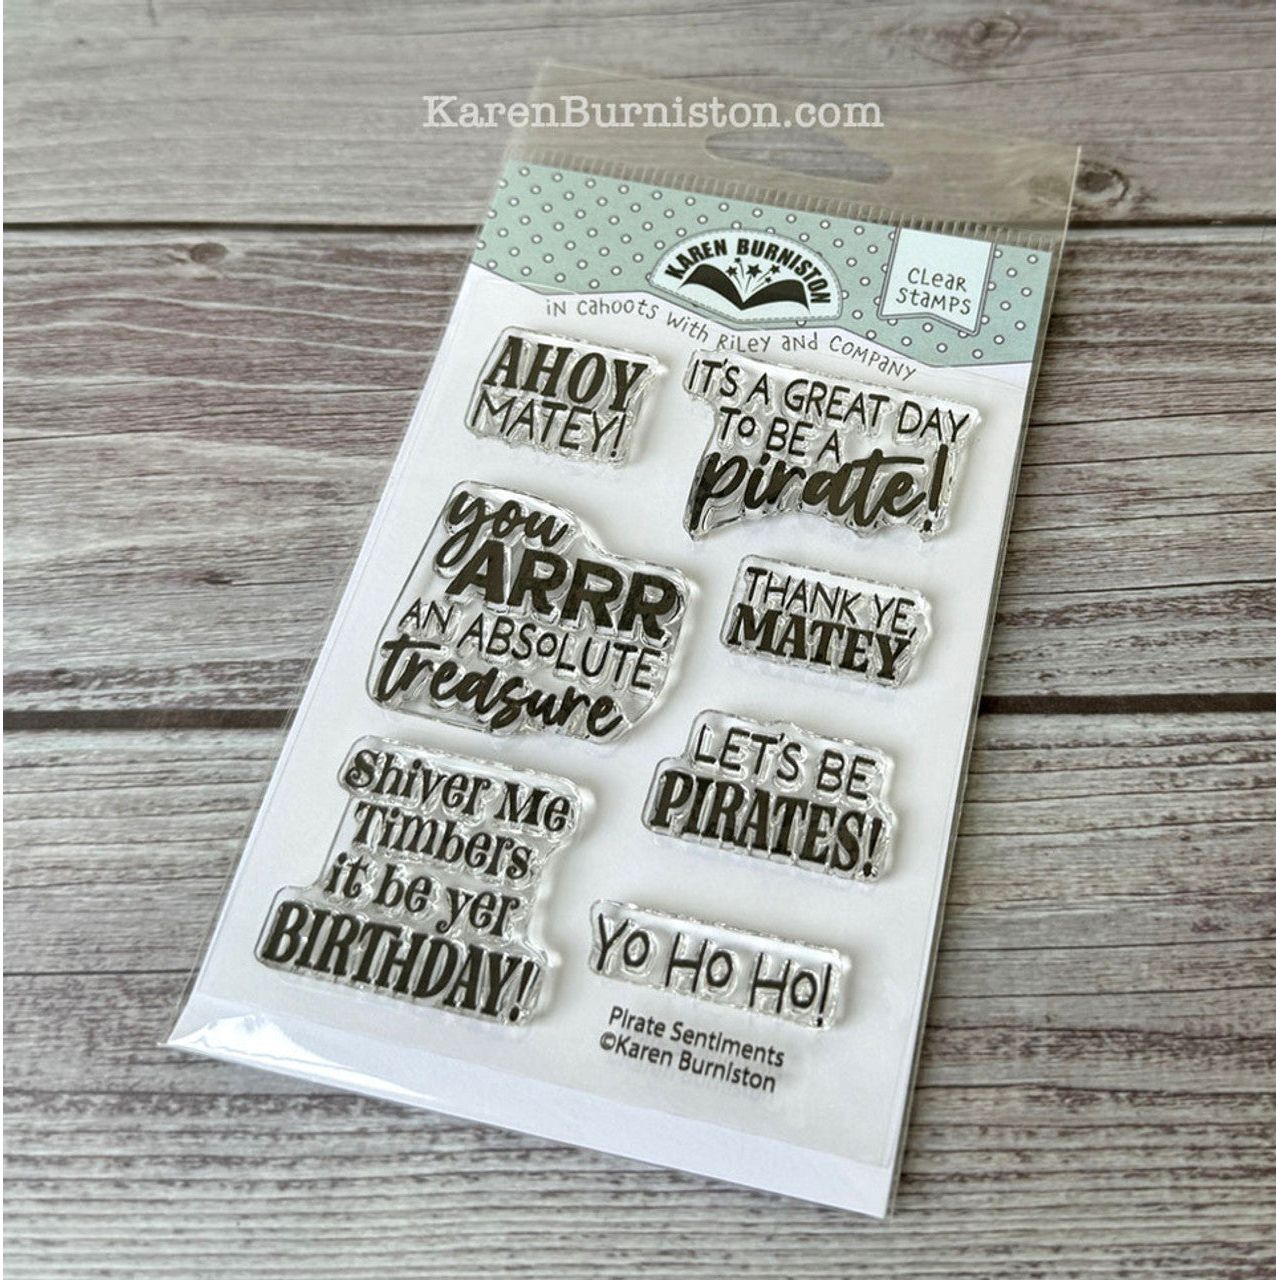 KarenBurniston.com
KAREN BURNISTON
CLEAR
STAMPS
in cahoots with RiLey and company
AHOY
MATEY!
IT'S A GREAT DAY
TO BE A
pirate!
you
ARRR
AN ABSOLUTE
treasure
THANK YE,
MATEY
Shiver Me
Timbers
it be yer
BIRTHDAY!
LET'S BE
PIRATES!
YO HO HO!
Pirate Sentiments
©Karen Burniston